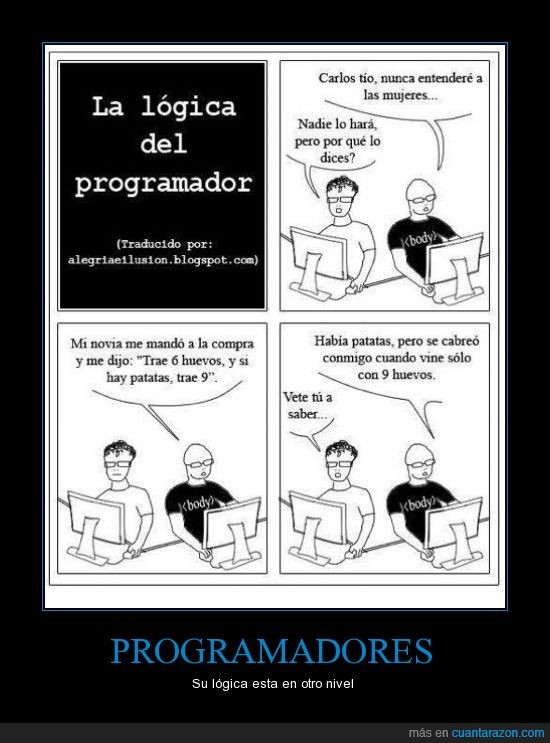 La lógica
del
programador
(Traducido por:
alegriaeilusion.blogspot.com)
Carlos tío, nunca entenderé a
las mujeres...
Nadie lo hará,
pero por qué lo
dices?
<body>
Mi novia me mandó a la compra
y me dijo: "Trae 6 huevos, y si
hay patatas, trae 9”.
<body>
Había patatas, pero se cabreó
conmigo cuando vine sólo
con 9 huevos.
Vete tú a
saber...
<body>
PROGRAMADORES
Su lógica esta en otro nivel
más en cuantarazon.com